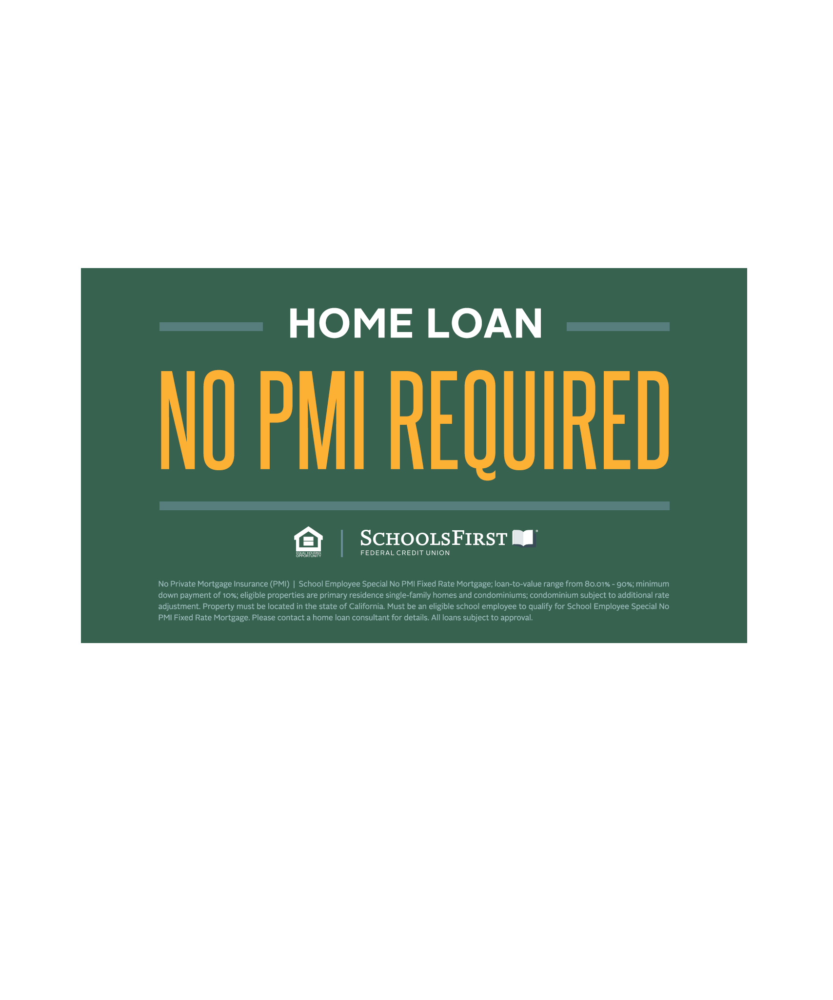 HOME LOAN
NO PMI REQUIRED
EQUAL HOUSING
OPPORTUNITY
SCHOOLSFIRST®
FEDERAL CREDIT UNION
No Private Mortgage Insurance (PMI) | School Employee Special No PMI Fixed Rate Mortgage; loan-to-value range from 80.01% - 90%; minimum
down payment of 10%; eligible properties are primary residence single-family homes and condominiums; condominium subject to additional rate
adjustment. Property must be located in the state of California. Must be an eligible school employee to qualify for School Employee Special No
PMI Fixed Rate Mortgage. Please contact a home loan consultant for details. All loans subject to approval.